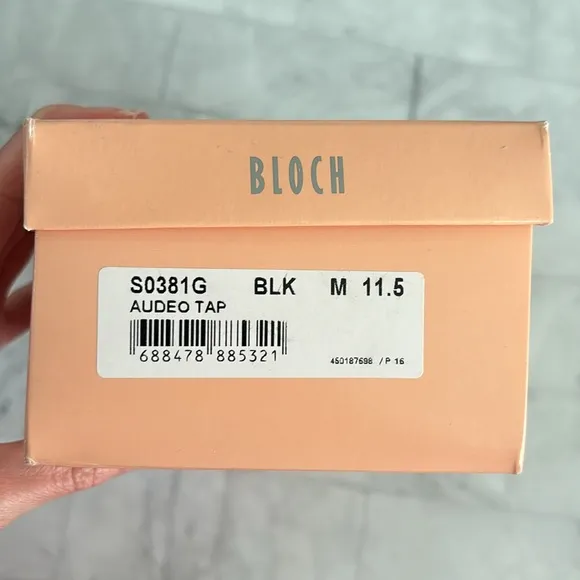 BLOCH
S0381G BLK M 11.5
AUDEO TAP
688478 885321
450187698 / P 16